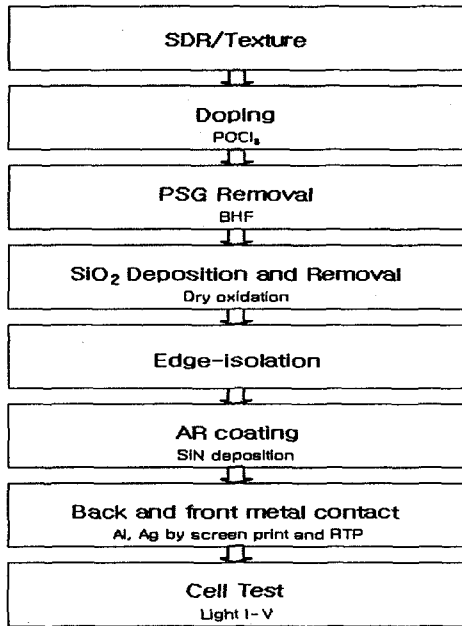 SDR/Texture
Doping
POCl₃
PSG Removal
BHF
SiO₂ Deposition and Removal
Dry oxidation
Edge-isolation
AR coating
SiN deposition
Back and front metal contact
Al, Ag by screen print and RTP
Cell Test
Light I-V